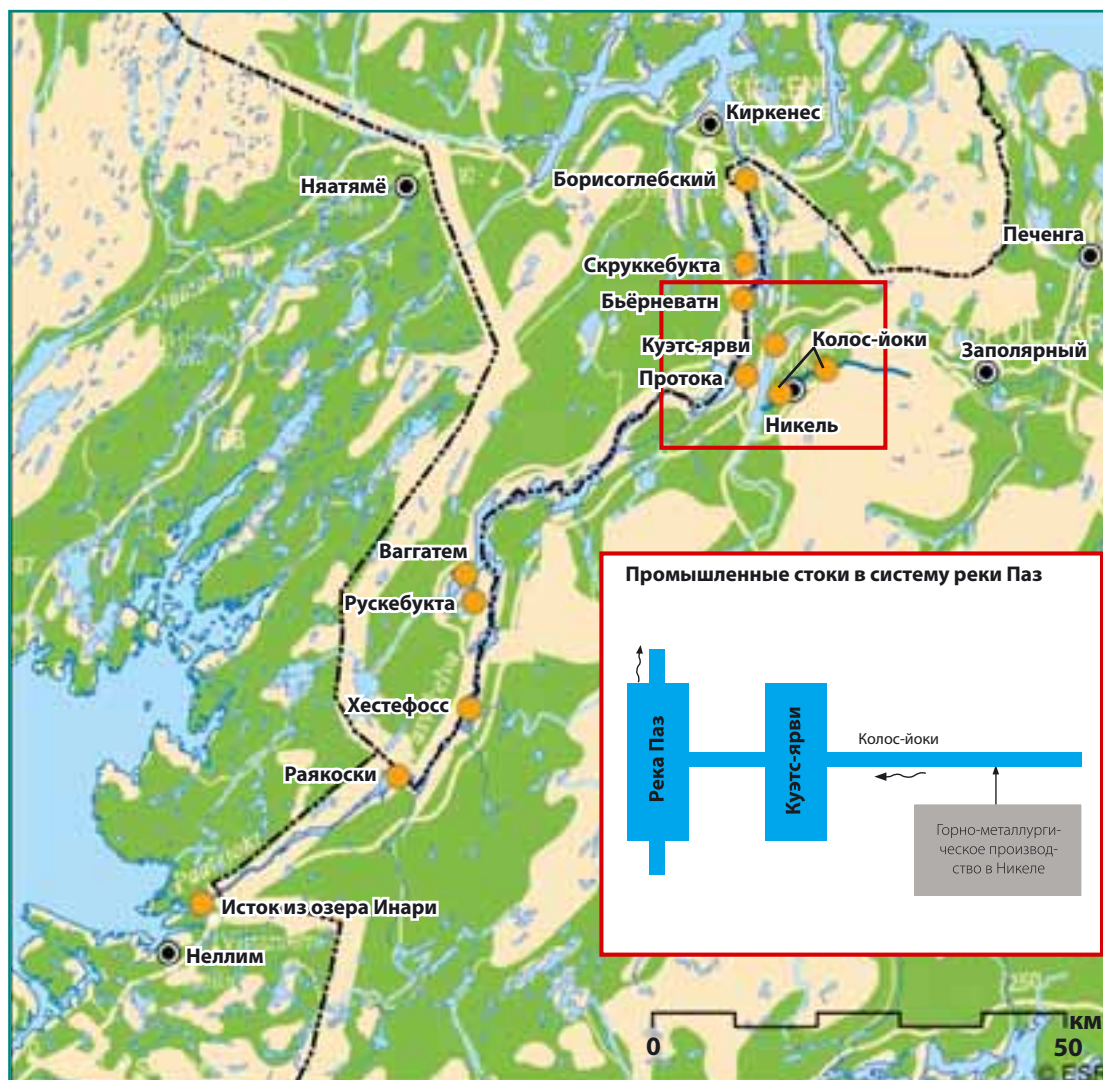 Киркенес
Няатямё
Борисоглебский
Печенга
Скруккебукта
Бьёрневатн
Куэтс-ярви
Колос-йоки
Заполярный
Протока
Никель
Ваггатем
Рускебукта
Хестефосс
Раякоски
Исток из озера Инари
Неллим
Промышленные стоки в систему реки Паз
Река Паз
Куэтс-ярви
Колос-йоки
Горно-металлурги-
ческое производ-
ство в Никеле
км
0
50